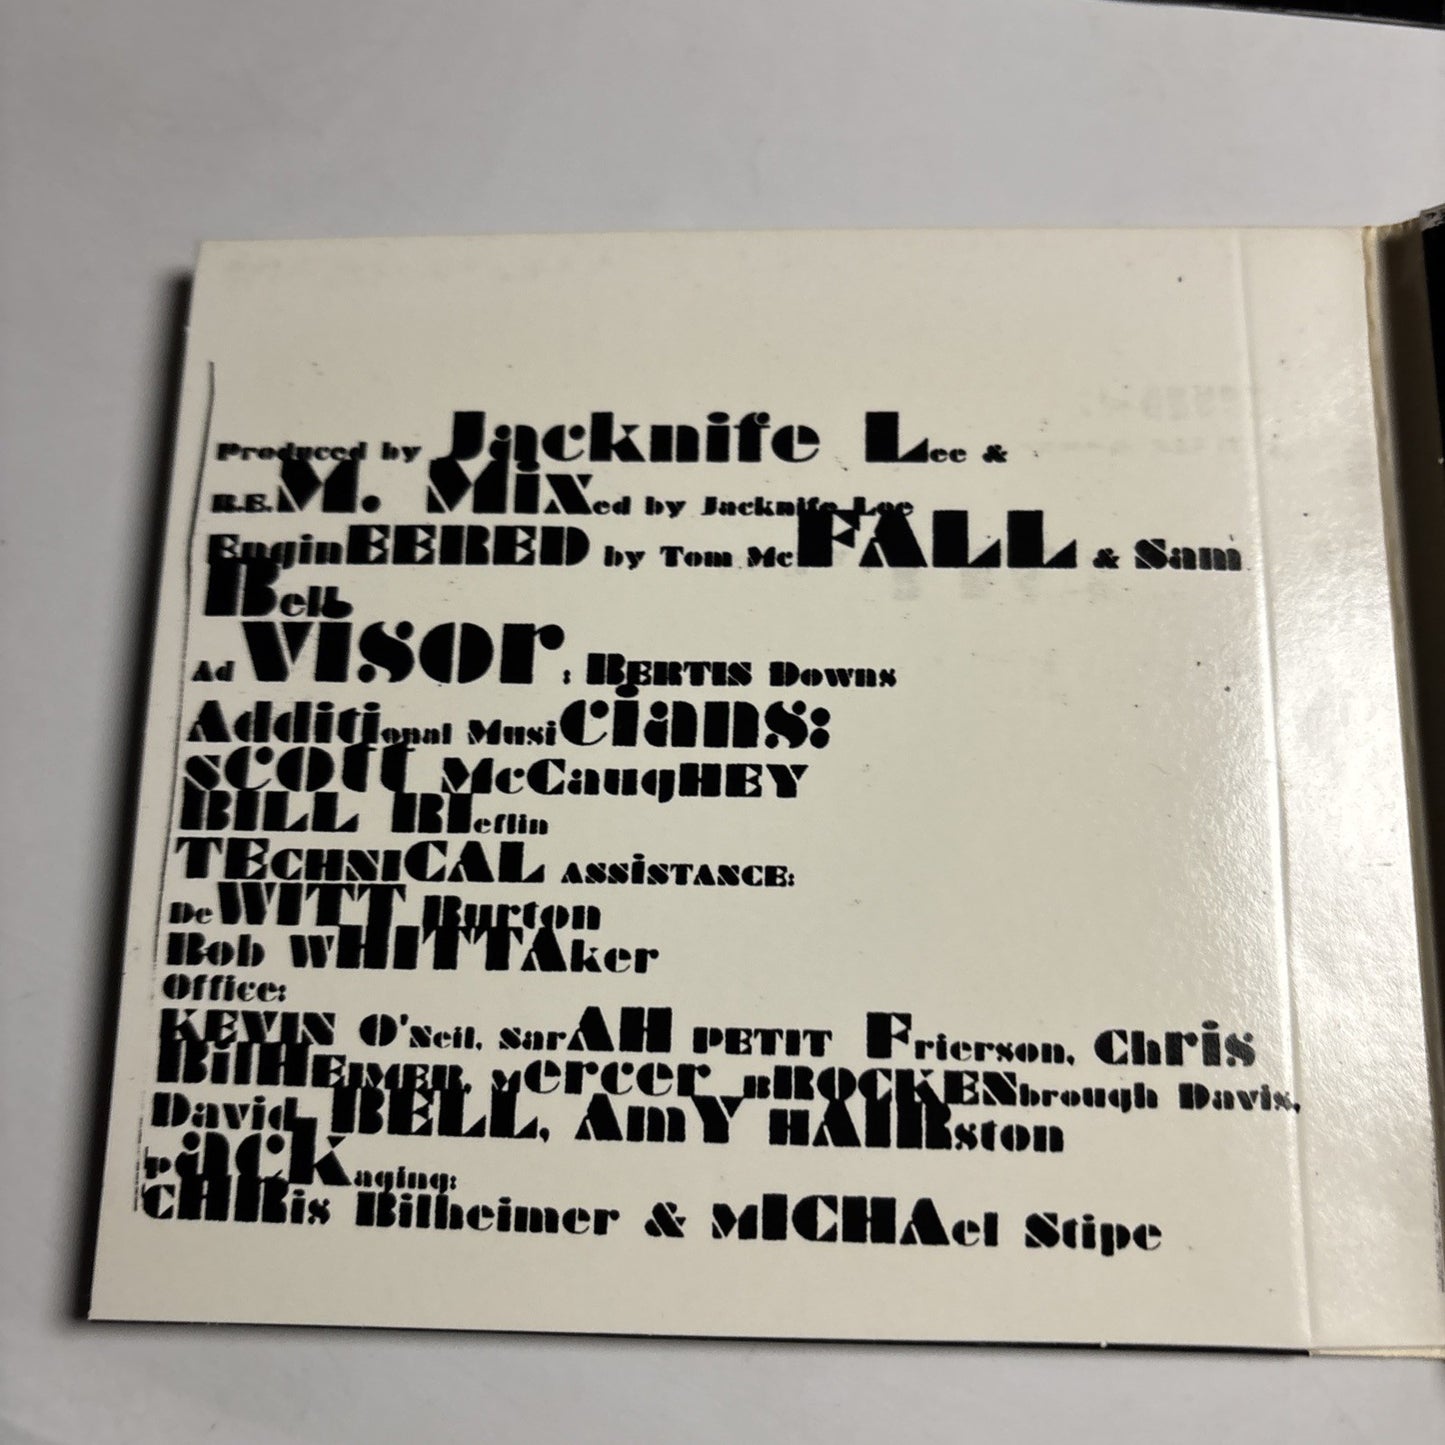 Produced by Jacknife Lee &
R.E.M. MiXed by Jacknife Lee
EnginEERED by Tom McFALL & Sam
Bell
AdVISOr: BERTIS Downs
Additional MusiCians:
SCOTT McCaugHEY
BILL RIeflin
TECHNICAL ASSiSTANCE:
DeWITT Burton
Bob WHITTAker
Office:
KEVIN O'Neil, SarAH PETIT Frierson, ChRiS
BilHEIMER, MercER BROCKENbrough Davis,
David BELL, AmY HAIRston
PACKaging:
CHRis Bilheimer & MICHAel Stipe